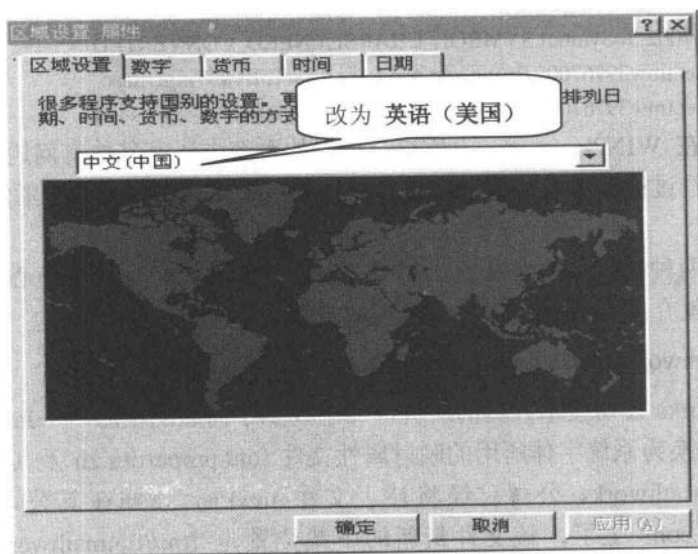 区域设置 属性
区域设置 数字 货币 时间 日期
很多程序支持国别的设置。更 排列日
期、时间、货币、数字的方式
改为 英语（美国）
中文(中国)
确定 取消 应用(A)